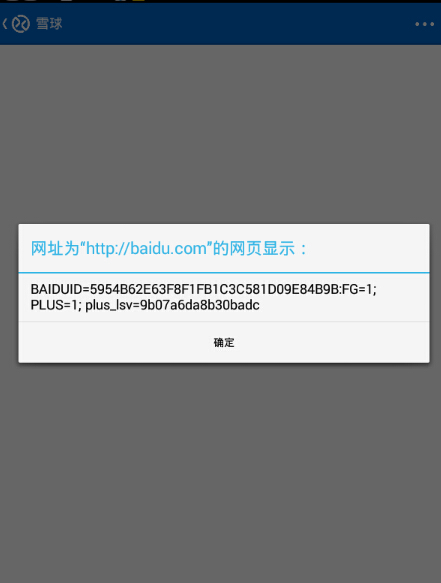 雪球
网址为“http://baidu.com”的网页显示：
BAIDUID=5954B62E63F8F1FB1C3C581D09E84B9B:FG=1;
PLUS=1; plus_lsv=9b07a6da8b30badc
确定